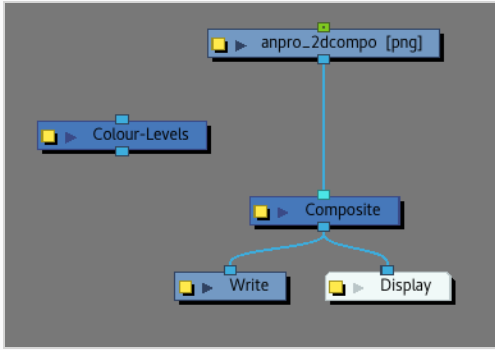 anpro_2dcompo [png]
Colour-Levels
Composite
Write
Display